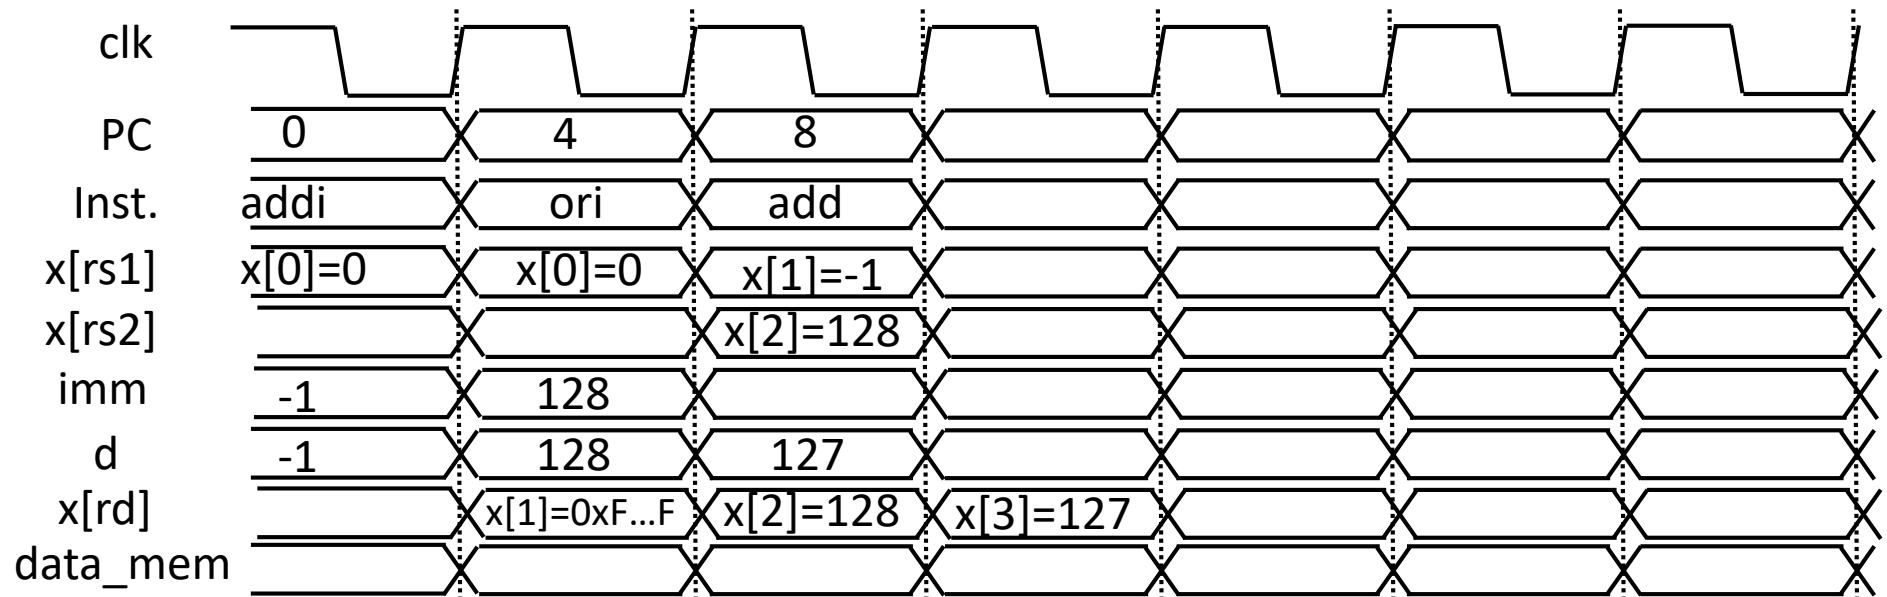 clk
PC 0 4 8
Inst. addi ori add
x[rs1] x[0]=0 x[0]=0 x[1]=-1
x[rs2] x[2]=128
imm -1 128
d -1 128 127
x[rd] x[1]=0xF...F x[2]=128 x[3]=127
data_mem